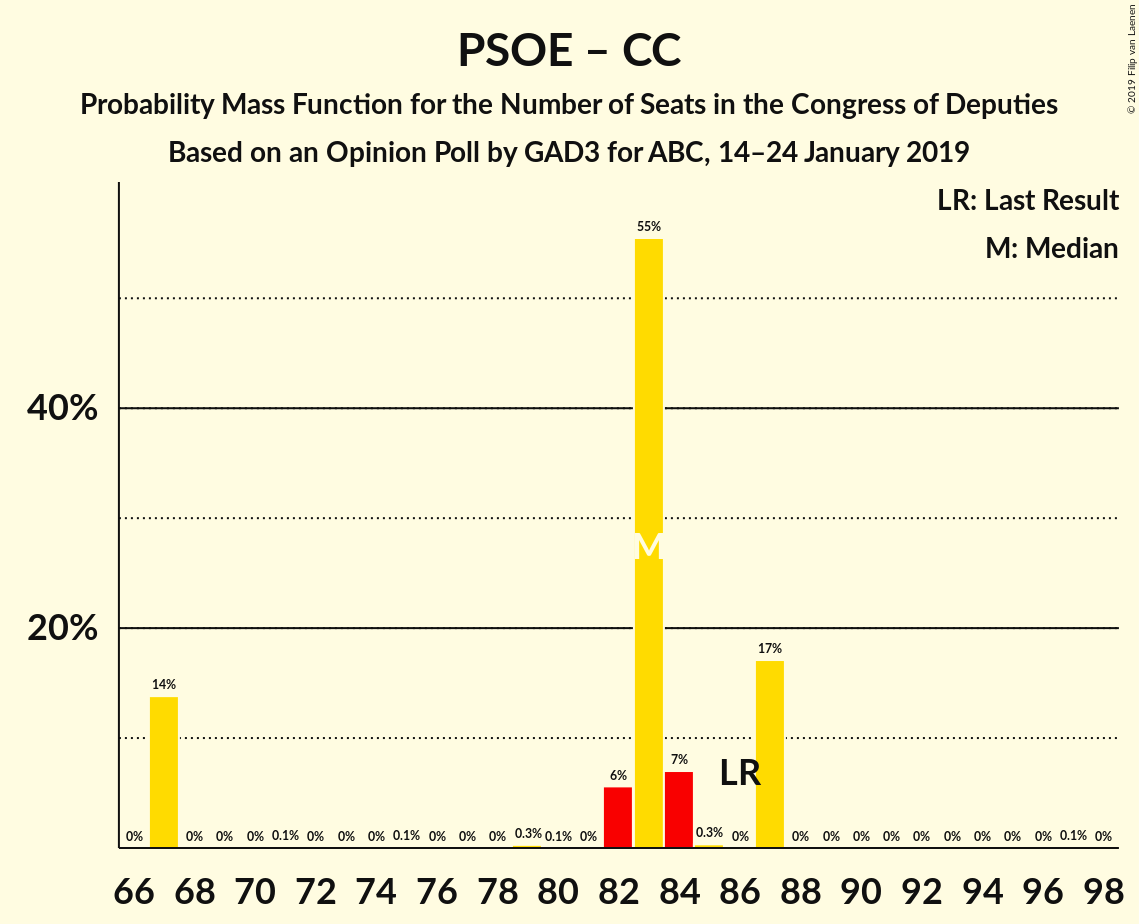 PSOE – CC
Probability Mass Function for the Number of Seats in the Congress of Deputies
Based on an Opinion Poll by GAD3 for ABC, 14–24 January 2019
© 2019 Filip van Laenen
LR: Last Result
M: Median
55%
40%
M
20%
17%
14%
7%
LR
6%
0% 0% 0% 0% 0.1% 0% 0% 0% 0.1% 0% 0% 0% 0.3% 0.1% 0% 0.3% 0% 0% 0% 0% 0% 0% 0% 0% 0% 0% 0.1% 0%
66 68 70 72 74 76 78 80 82 84 86 88 90 92 94 96 98